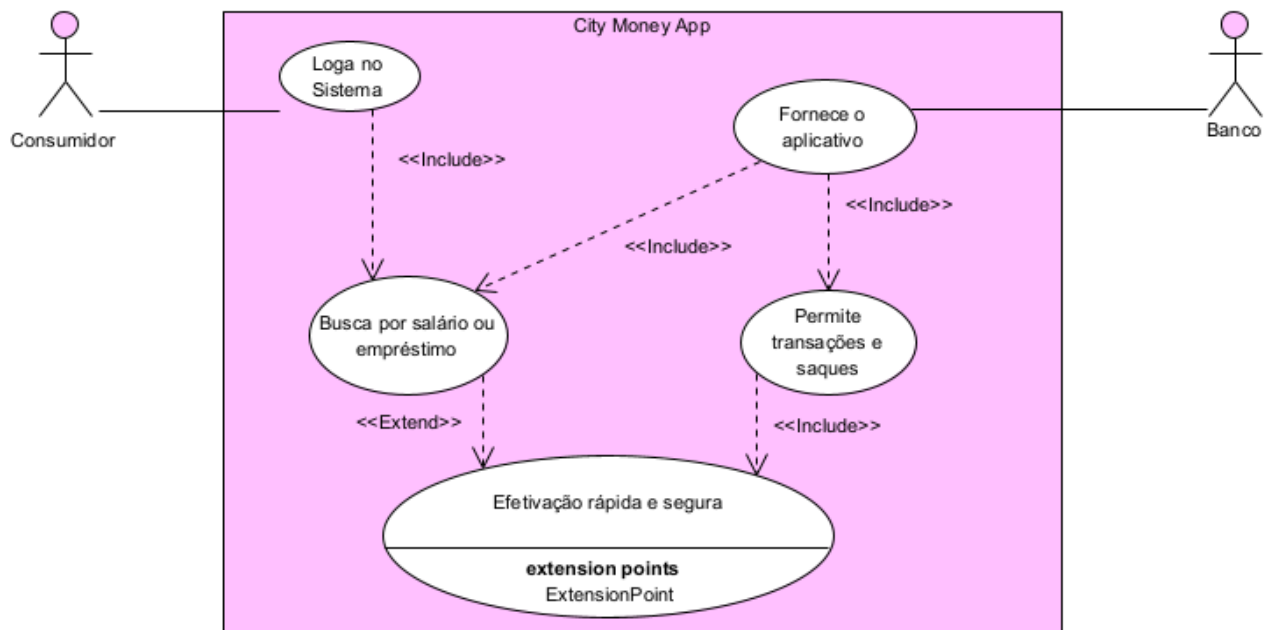 City Money App
Loga no
Sistema
Consumidor
Fornece o
aplicativo
Banco
<<Include>>
<<Include>>
<<Include>>
Busca por salário ou
empréstimo
Permite
transações e
saques
<<Extend>>
<<Include>>
Efetivação rápida e segura
extension points
ExtensionPoint